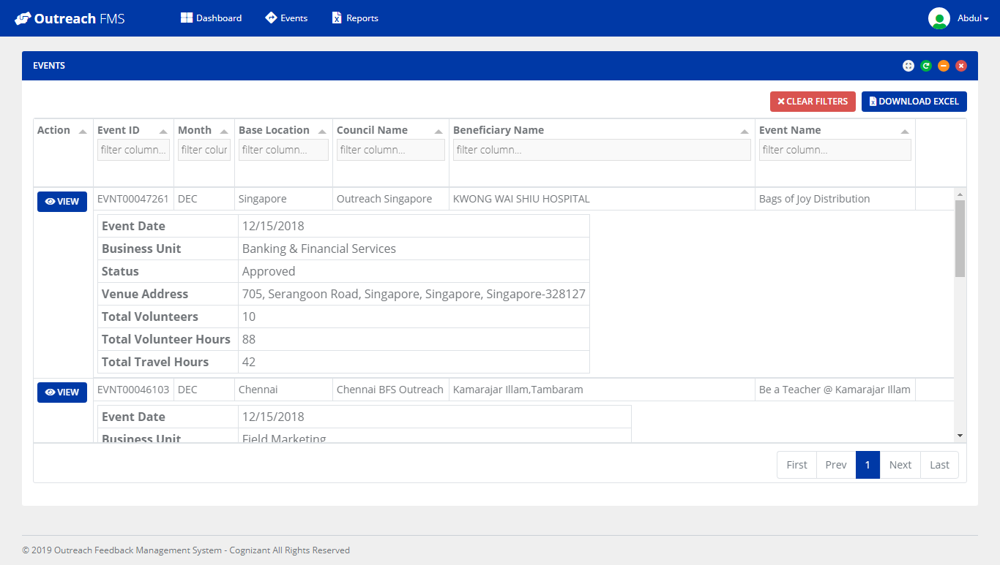 Outreach FMS Dashboard Events Reports Abdul
EVENTS
CLEAR FILTERS DOWNLOAD EXCEL
Action Event ID Month Base Location Council Name Beneficiary Name Event Name
filter column... filter colur filter column... filter column... filter column... filter column...
VIEW EVNT00047261 DEC Singapore Outreach Singapore KWONG WAI SHIU HOSPITAL Bags of Joy Distribution
Event Date 12/15/2018
Business Unit Banking & Financial Services
Status Approved
Venue Address 705, Serangoon Road, Singapore, Singapore, Singapore-328127
Total Volunteers 10
Total Volunteer Hours 88
Total Travel Hours 42
VIEW EVNT00046103 DEC Chennai Chennai BFS Outreach Kamarajar Illam,Tambaram Be a Teacher @ Kamarajar Illam
Event Date 12/15/2018
Business Unit Field Marketing
First Prev 1 Next Last
© 2019 Outreach Feedback Management System - Cognizant All Rights Reserved